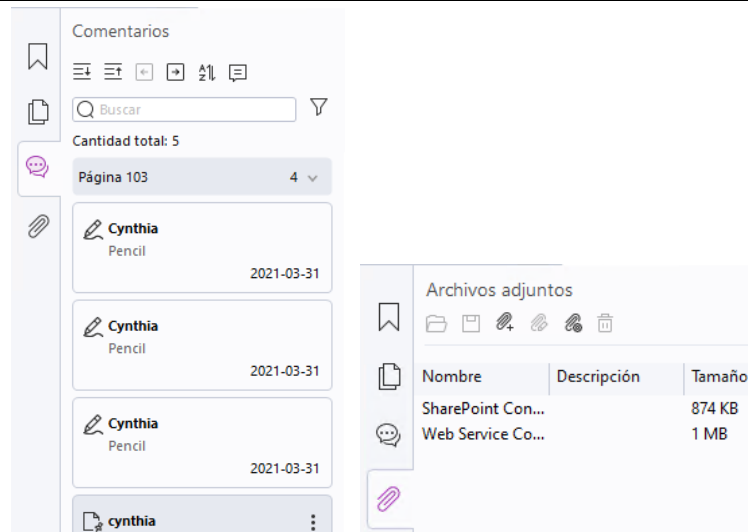 Comentarios
Buscar
Cantidad total: 5
Página 103 4
Cynthia
Pencil
2021-03-31
Cynthia
Pencil
2021-03-31
Cynthia
Pencil
2021-03-31
cynthia
Archivos adjuntos
Nombre Descripción Tamaño
SharePoint Con... 874 KB
Web Service Co... 1 MB